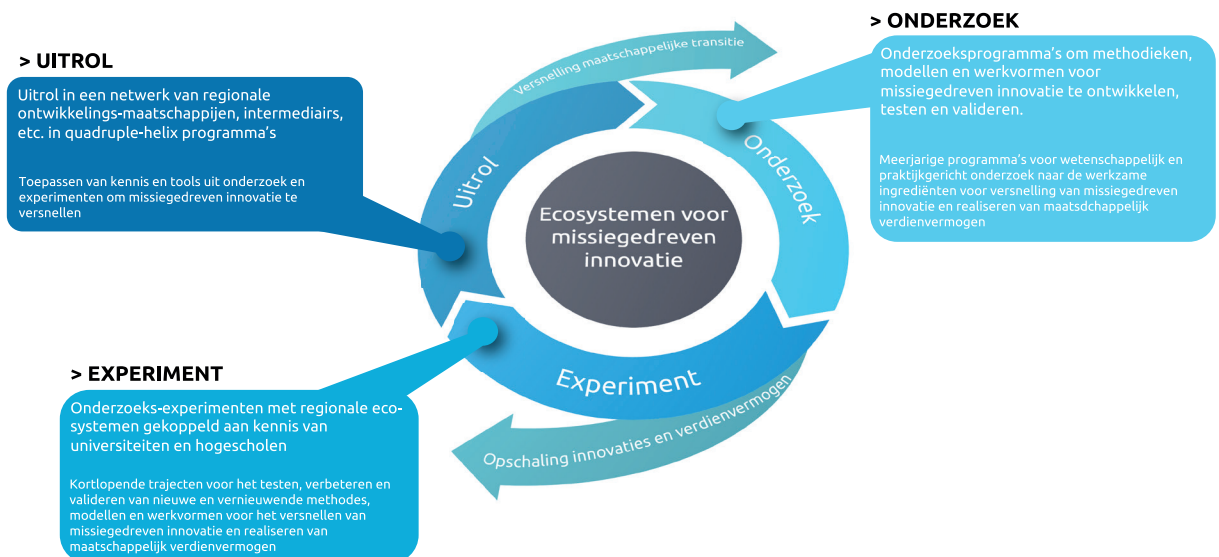 > UITROL
Uitrol in een netwerk van regionale
ontwikkelings-maatschappijen, intermediairs,
etc. in quadruple-helix programma's
Toepassen van kennis en tools uit onderzoek en
experimenten om missiegedreven innovatie te
versnellen
Versnelling maatschappelijke transitie
> ONDERZOEK
Onderzoeksprogramma's om methodieken,
modellen en werkvormen voor
missiegedreven innovatie te ontwikkelen,
testen en valideren.
Meerjarige programma's voor wetenschappelijk en
praktijkgericht onderzoek naar de werkzame
ingrediënten voor versnelling van missiegedreven
innovatie en realiseren van maatsdchappelijk
verdienvermogen
Uitrol
Onderzoek
Ecosystemen voor
missiegedreven
innovatie
Experiment
Opschaling innovaties en verdienvermogen
> EXPERIMENT
Onderzoeks-experimenten met regionale eco-
systemen gekoppeld aan kennis van
universiteiten en hogescholen
Kortlopende trajecten voor het testen, verbeteren en
valideren van nieuwe en vernieuwende methodes,
modellen en werkvormen voor het versnellen van
missiegedreven innovatie en realiseren van
maatschappelijk verdienvermogen